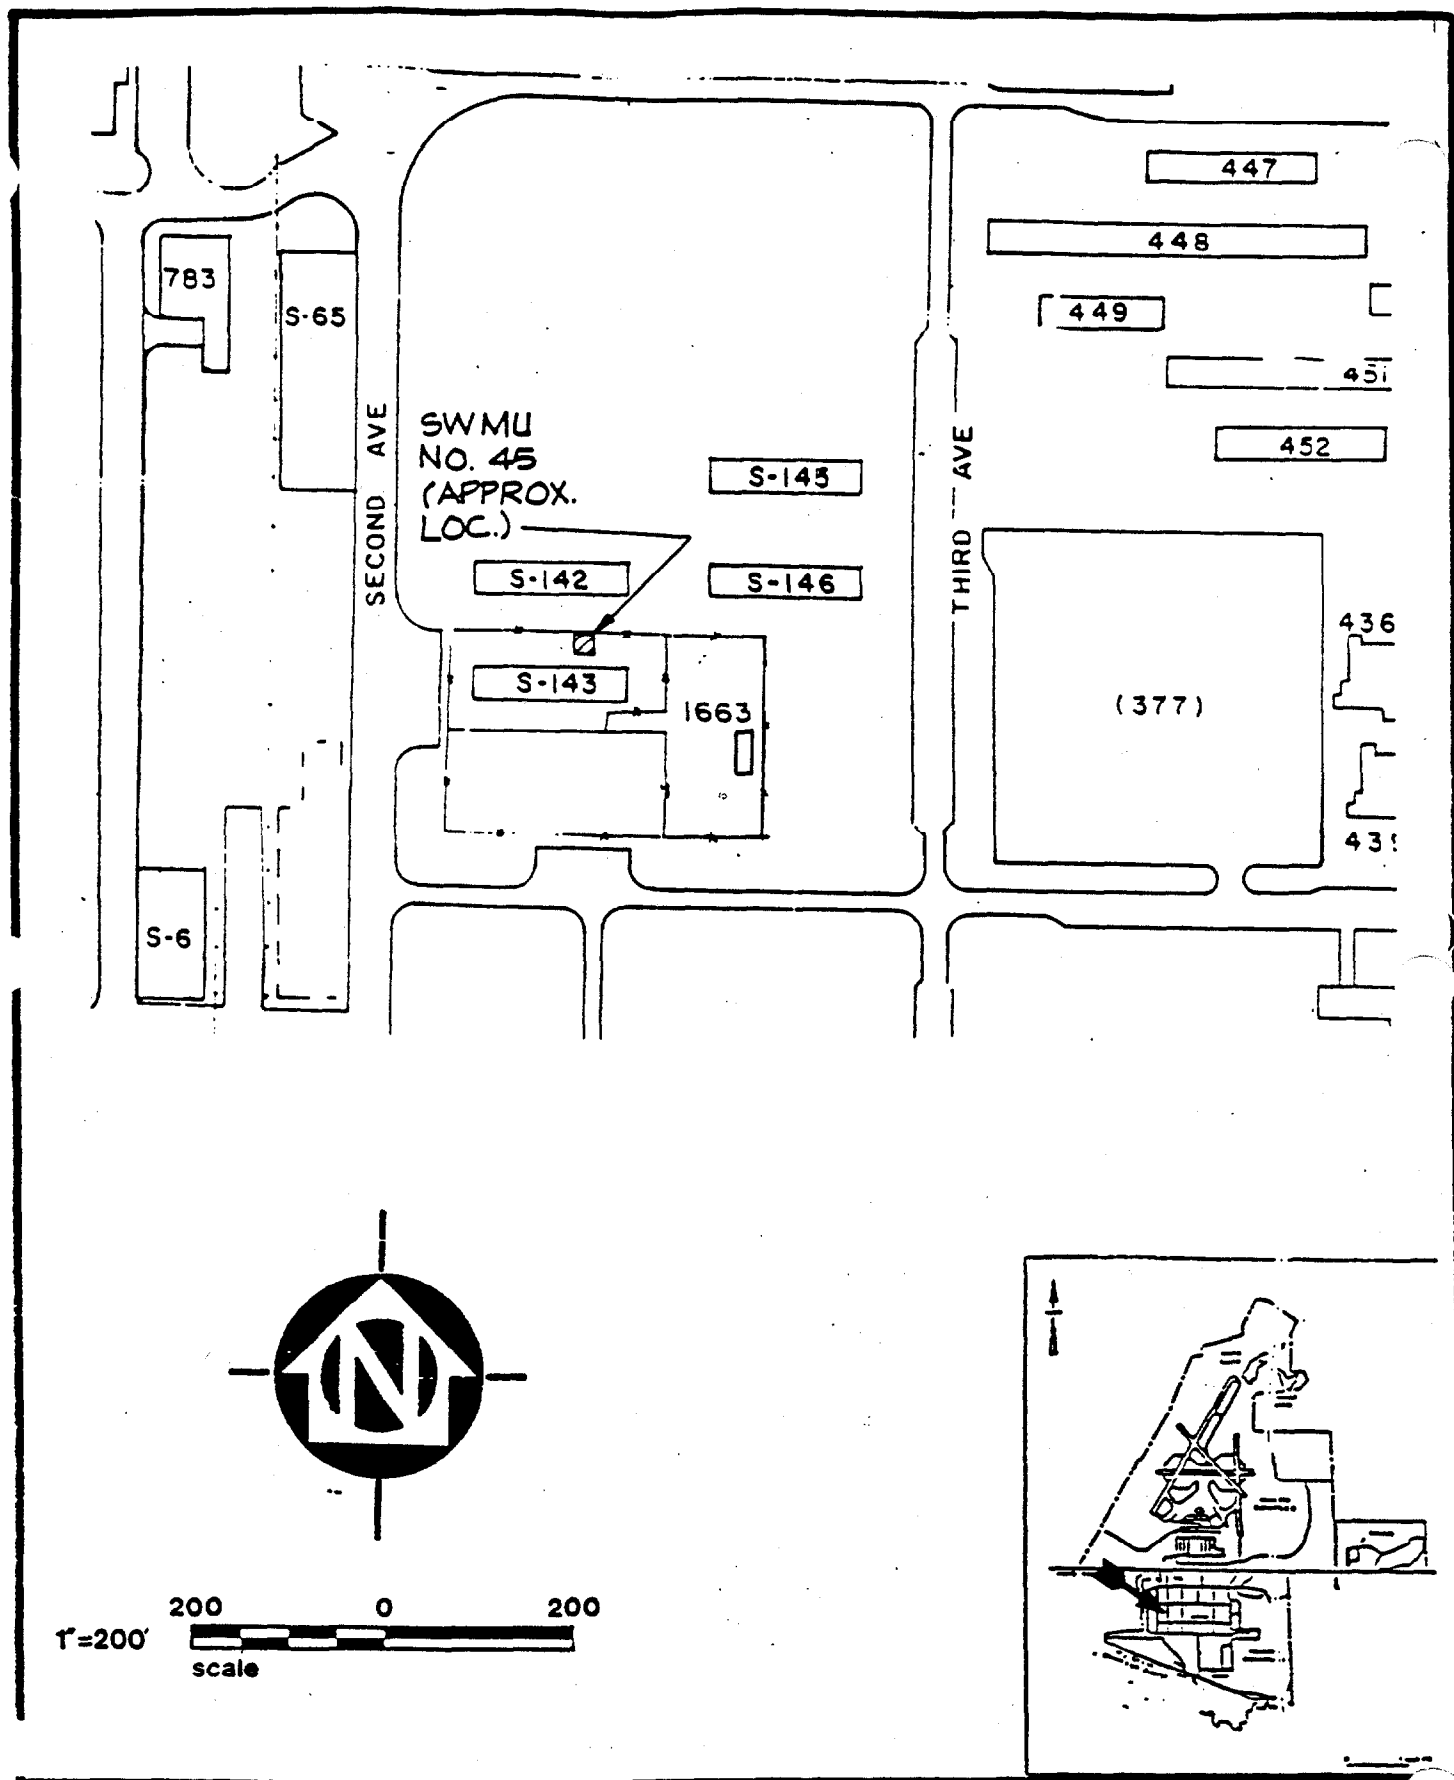 447
448
783
449
S-65
451
SECOND AVE
SWMU
NO. 45
(APPROX.
LOC.)
THIRD AVE
452
S-145
S-142
S-146
436
S-143
1663
(377)
S-6
N
200 0 200
1"=200'
scale